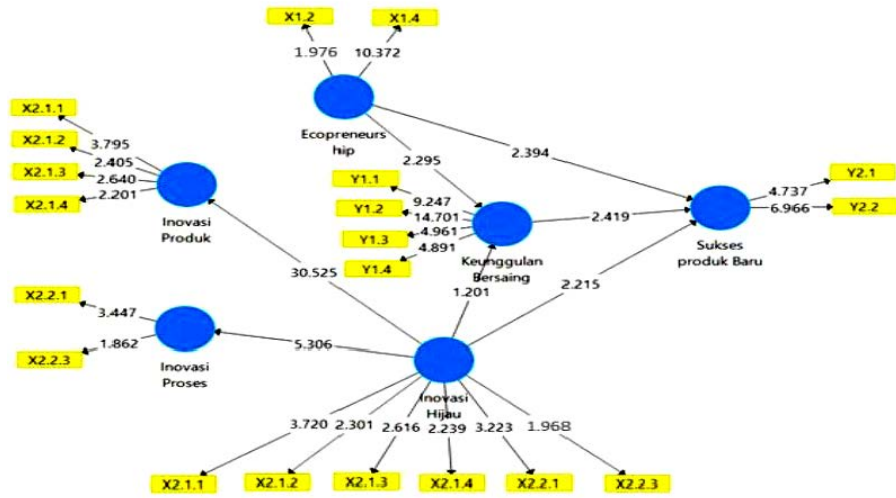 X1.2
X1.4
1.976
10.372
Ecopreneurs
hip
X2.1.1
X2.1.2
X2.1.3
X2.1.4
3.795
2.405
2.640
2.201
Inovasi
Produk
2.295
2.394
Y1.1
Y1.2
Y1.3
Y1.4
9.247
14.701
4.961
4.891
Keunggulan
Bersaing
2.419
Y2.1
Y2.2
4.737
6.966
Sukses
produk Baru
30.525
1.201
2.215
X2.2.1
X2.2.3
3.447
1.862
Inovasi
Proses
5.306
Inovasi
Hijau
3.720
2.301
2.616
2.239
3.223
1.968
X2.1.1
X2.1.2
X2.1.3
X2.1.4
X2.2.1
X2.2.3